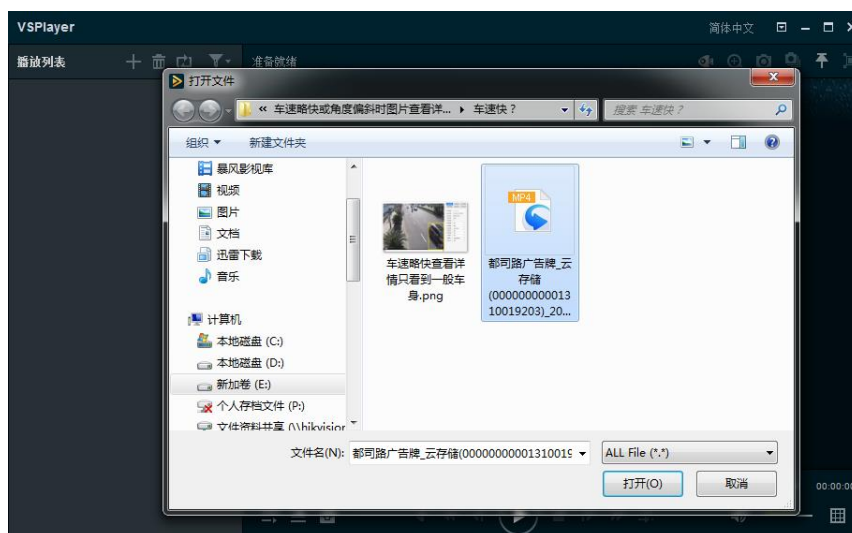 VSPlayer
简体中文
播放列表
准备就绪
打开文件
« 车速略快或角度偏斜时图片查看详... ▸ 车速快？
搜索 车速快？
组织
新建文件夹
暴风影视库
视频
图片
文档
迅雷下载
音乐
计算机
本地磁盘 (C:)
本地磁盘 (D:)
新加卷 (E:)
个人存档文件 (P:)
文件资料共享 (\\hikvision
车速略快查看详
情只看到一般车
身.png
MP4
都司路广告牌_云
存储
(000000000013
10019203)_20...
文件名(N):
都司路广告牌_云存储(00000000001310019
ALL File (*.*)
打开(O)
取消
00:00:00